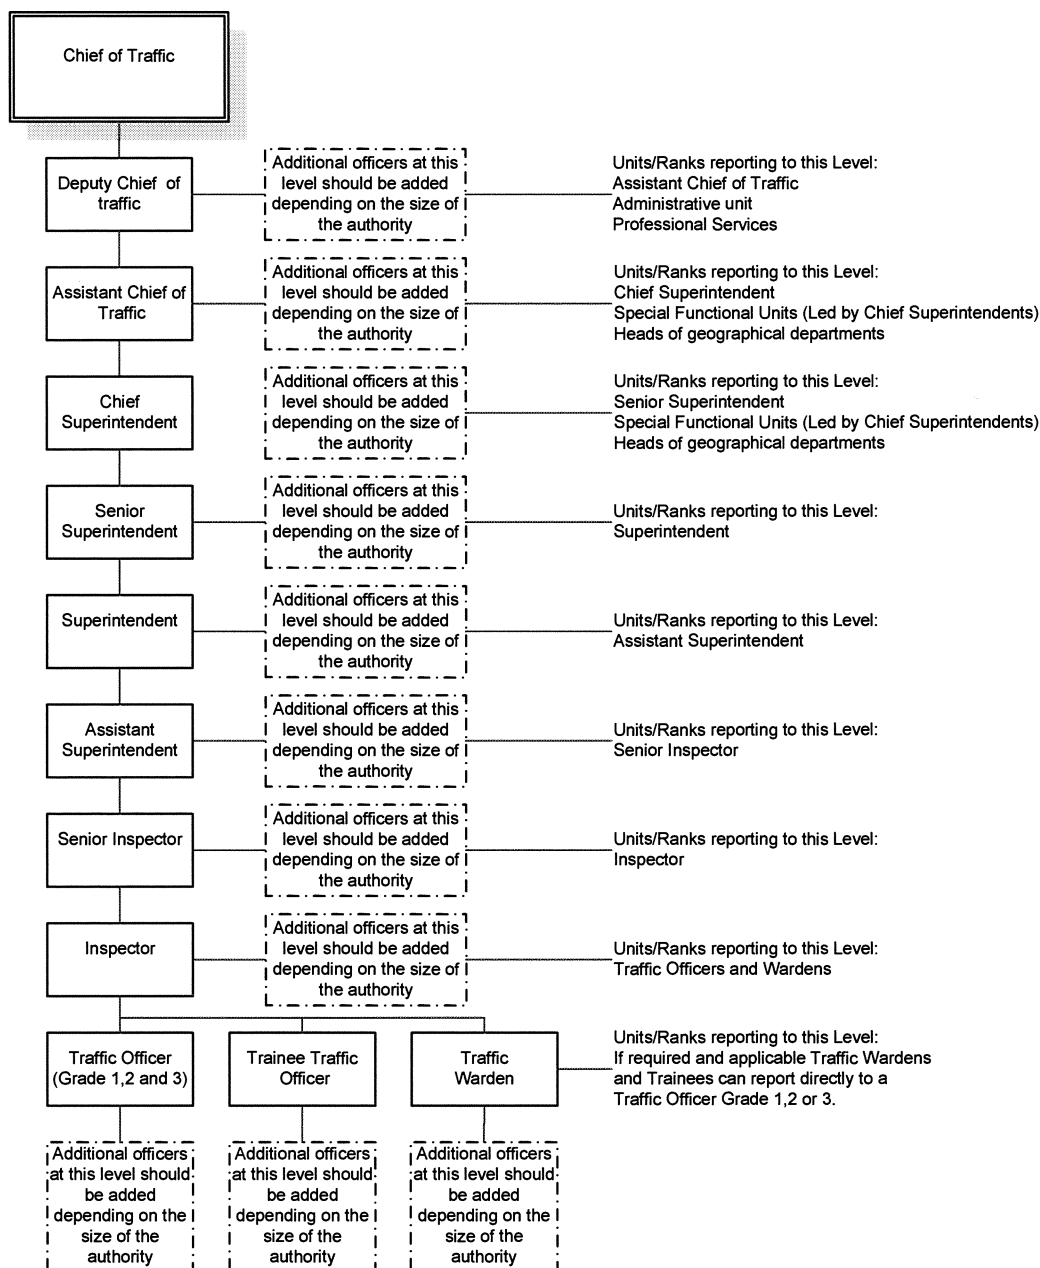 Chief of Traffic
Deputy Chief of
traffic
Additional officers at this
level should be added
depending on the size of
the authority
Units/Ranks reporting to this Level:
Assistant Chief of Traffic
Administrative unit
Professional Services
Assistant Chief of
Traffic
Additional officers at this
level should be added
depending on the size of
the authority
Units/Ranks reporting to this Level:
Chief Superintendent
Special Functional Units (Led by Chief Superintendents)
Heads of geographical departments
Chief
Superintendent
Additional officers at this
level should be added
depending on the size of
the authority
Units/Ranks reporting to this Level:
Senior Superintendent
Special Functional Units (Led by Chief Superintendents)
Heads of geographical departments
Senior
Superintendent
Additional officers at this
level should be added
depending on the size of
the authority
Units/Ranks reporting to this Level:
Superintendent
Superintendent
Additional officers at this
level should be added
depending on the size of
the authority
Units/Ranks reporting to this Level:
Assistant Superintendent
Assistant
Superintendent
Additional officers at this
level should be added
depending on the size of
the authority
Units/Ranks reporting to this Level:
Senior Inspector
Senior Inspector
Additional officers at this
level should be added
depending on the size of
the authority
Units/Ranks reporting to this Level:
Inspector
Inspector
Additional officers at this
level should be added
depending on the size of
the authority
Units/Ranks reporting to this Level:
Traffic Officers and Wardens
Traffic Officer
(Grade 1,2 and 3)
Trainee Traffic
Officer
Traffic
Warden
Units/Ranks reporting to this Level:
If required and applicable Traffic Wardens
and Trainees can report directly to a
Traffic Officer Grade 1,2 or 3.
Additional officers
at this level should
be added
depending on the
size of the
authority
Additional officers
at this level should
be added
depending on the
size of the
authority
Additional officers
at this level should
be added
depending on the
size of the
authority